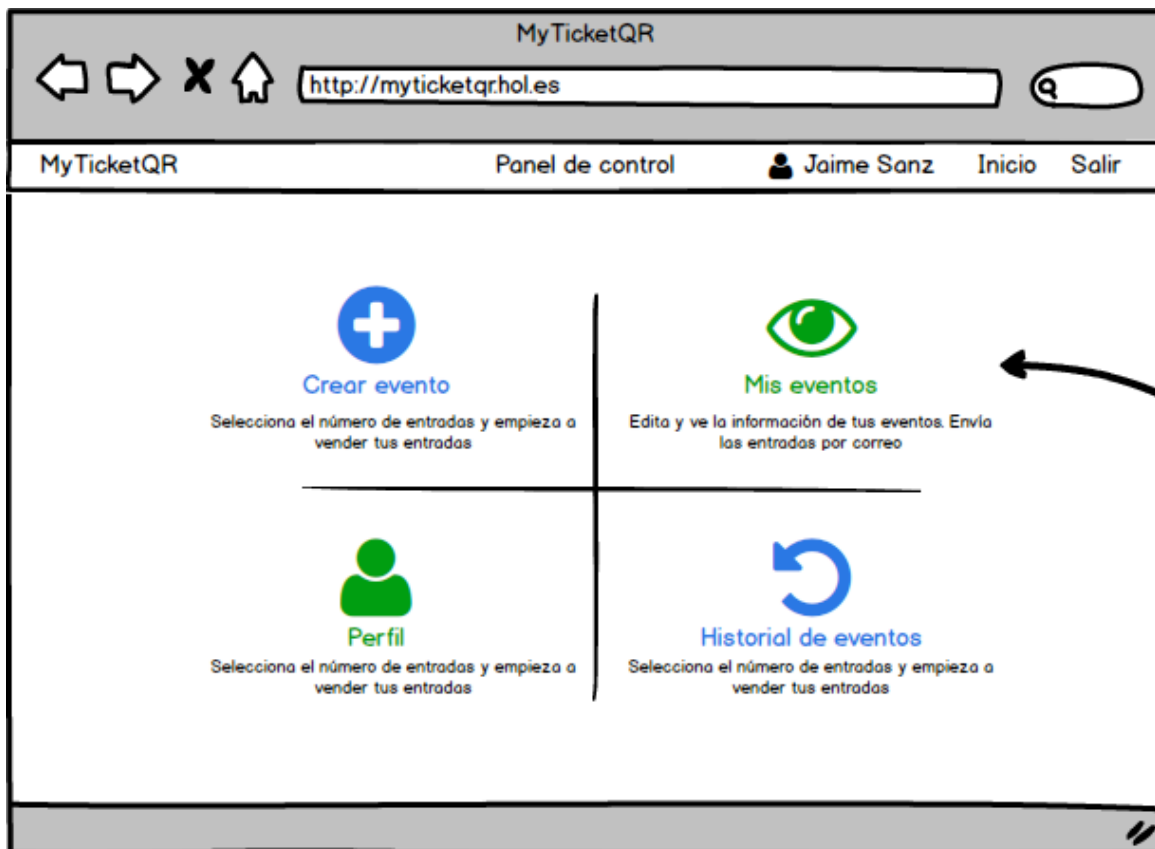 MyTicketQR
http://myticketqr.hol.es
MyTicketQR Panel de control Jaime Sanz Inicio Salir
Crear evento
Selecciona el número de entradas y empieza a
vender tus entradas
Mis eventos
Edita y ve la información de tus eventos. Envía
las entradas por correo
Perfil
Selecciona el número de entradas y empieza a
vender tus entradas
Historial de eventos
Selecciona el número de entradas y empieza a
vender tus entradas